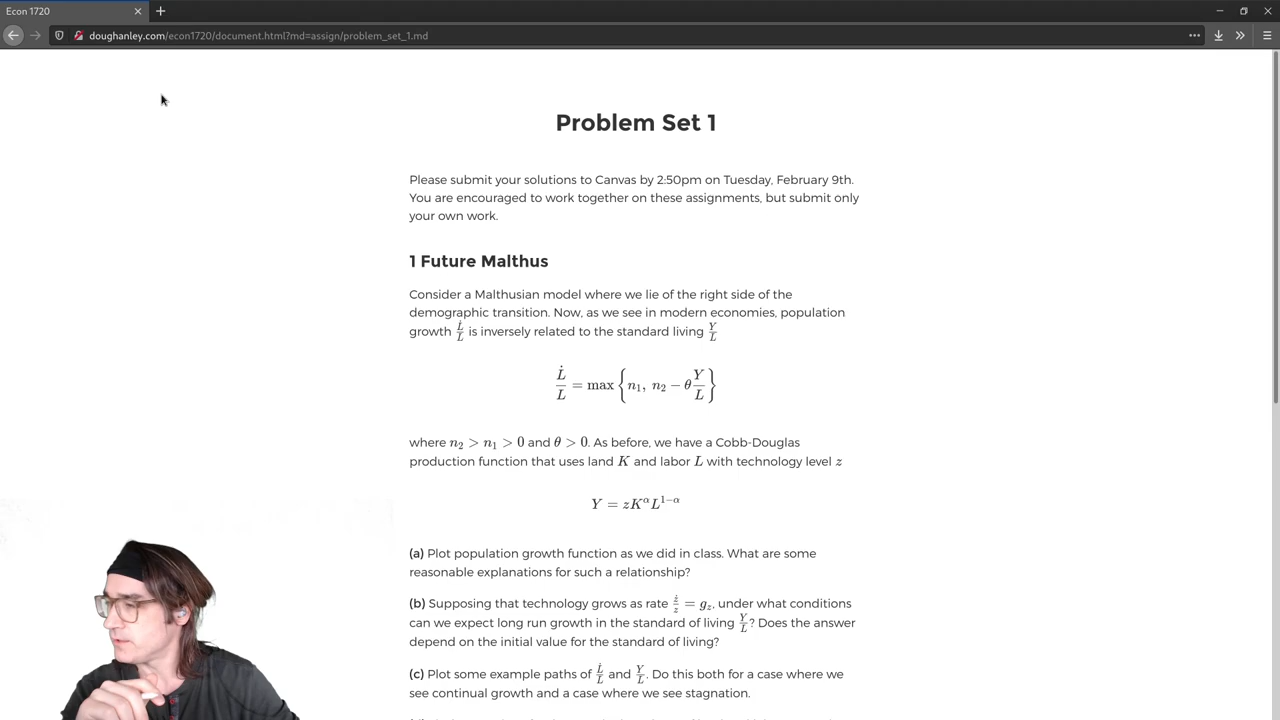 Econ 1720
doughanley.com/econ1720/document.html?md=assign/problem_set_1.md
Problem Set 1
Please submit your solutions to Canvas by 2:50pm on Tuesday, February 9th.
You are encouraged to work together on these assignments, but submit only
your own work.
1 Future Malthus
Consider a Malthusian model where we lie of the right side of the
demographic transition. Now, as we see in modern economies, population
growth L̇/L is inversely related to the standard living Y/L
L̇/L = max { n₁, n₂ − θ Y/L }
where n₂ > n₁ > 0 and θ > 0. As before, we have a Cobb-Douglas
production function that uses land K and labor L with technology level z
Y = zK^α L^{1−α}
(a) Plot population growth function as we did in class. What are some
reasonable explanations for such a relationship?
(b) Supposing that technology grows as rate ż/z = g_z, under what conditions
can we expect long run growth in the standard of living Y/L? Does the answer
depend on the initial value for the standard of living?
(c) Plot some example paths of L̇/L and Y/L. Do this both for a case where we
see continual growth and a case where we see stagnation.